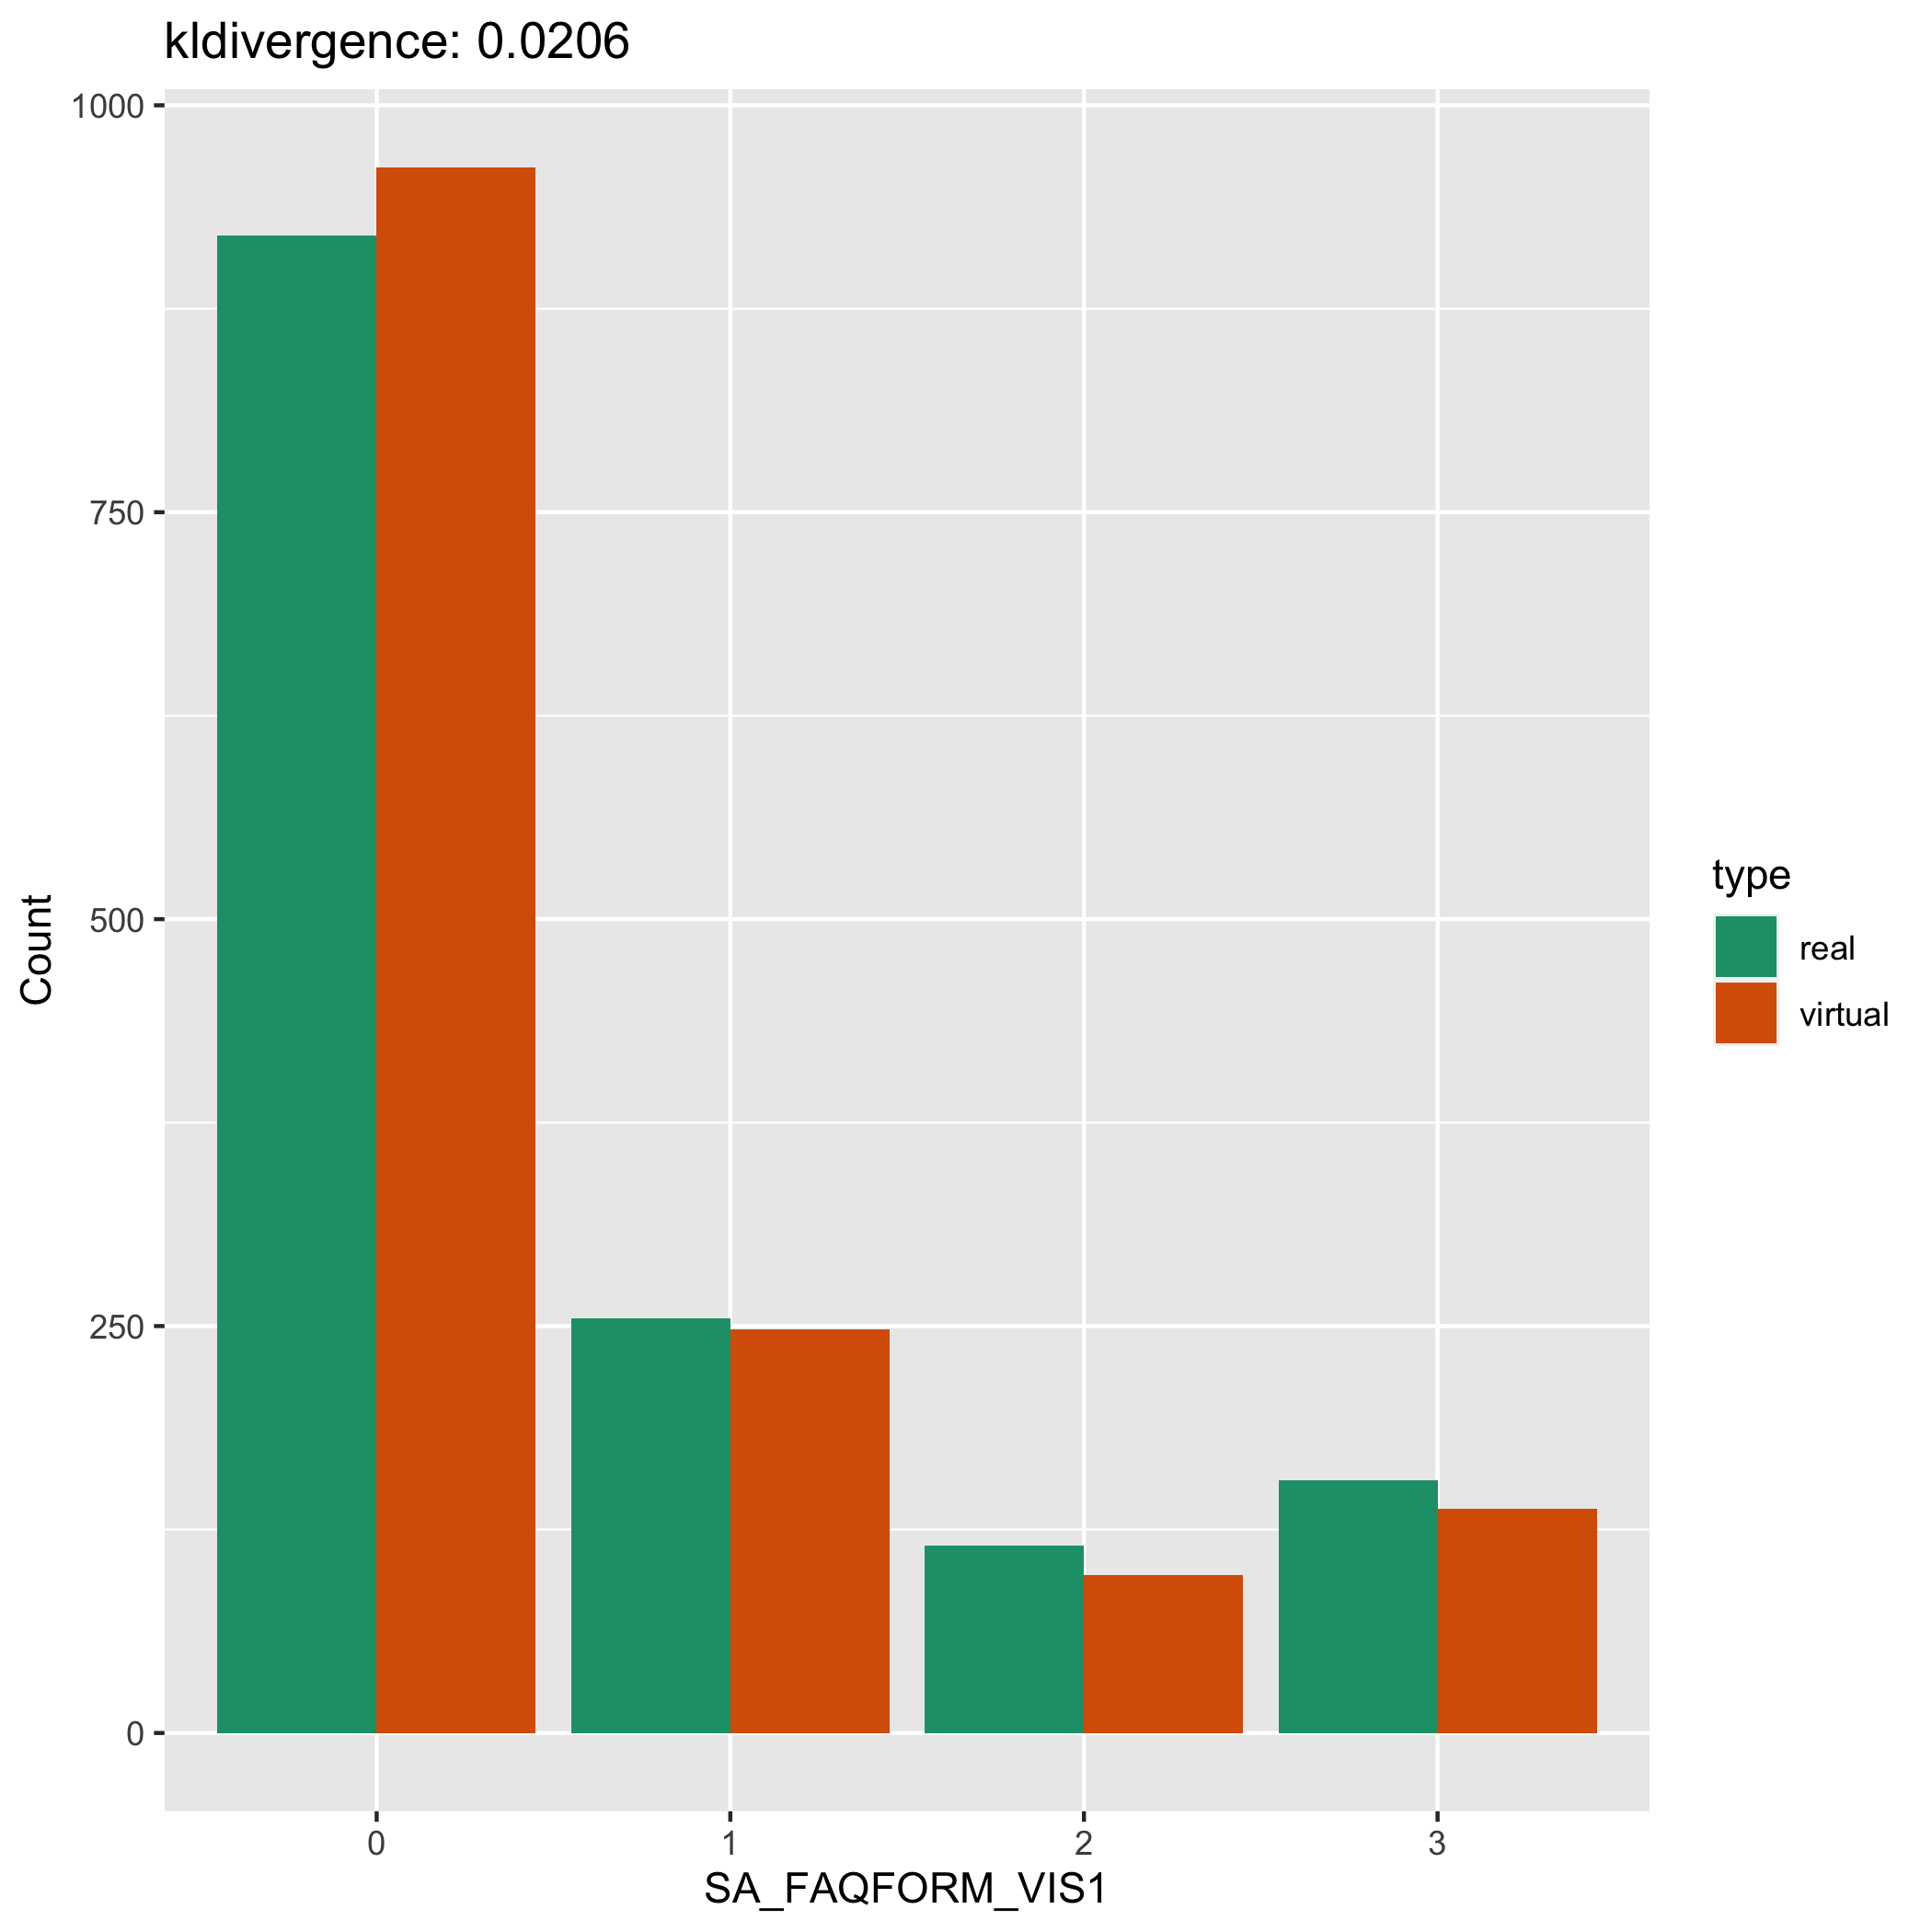 kldivergence: 0.0206
1000
750
500
250
0
Count
0 1 2 3
SA_FAQFORM_VIS1
type
real
virtual